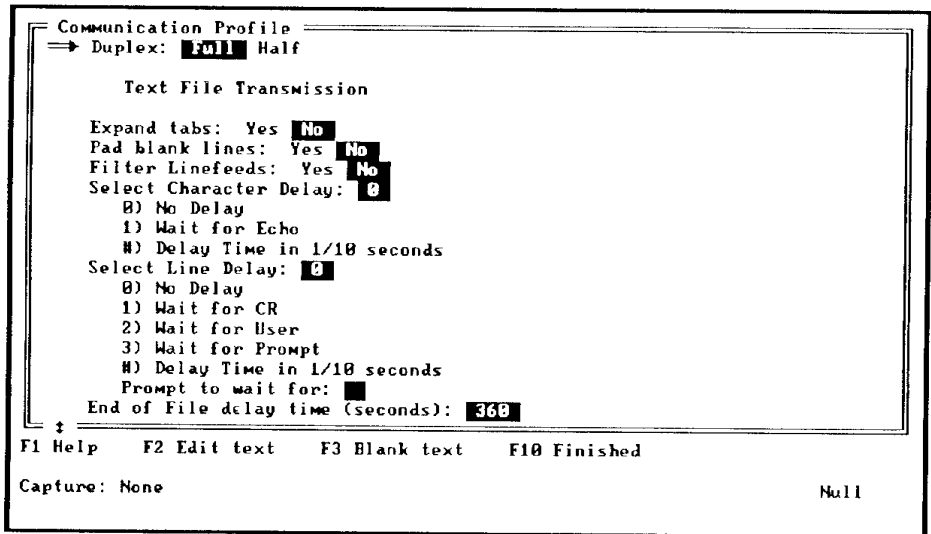 Communication Profile
Duplex: Full Half
Text File Transmission
Expand tabs: Yes No
Pad blank lines: Yes No
Filter Linefeeds: Yes No
Select Character Delay: 0
0) No Delay
1) Wait for Echo
#) Delay Time in 1/10 seconds
Select Line Delay: 0
0) No Delay
1) Wait for CR
2) Wait for User
3) Wait for Prompt
#) Delay Time in 1/10 seconds
Prompt to wait for:
End of File delay time (seconds): 360
F1 Help F2 Edit text F3 Blank text F10 Finished
Capture: None Null